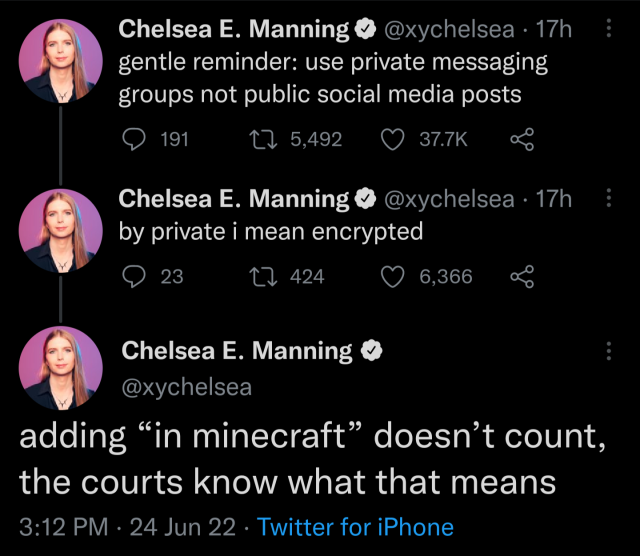 Chelsea E. Manning @xychelsea · 17h
gentle reminder: use private messaging
groups not public social media posts
191 5,492 37.7K
Chelsea E. Manning @xychelsea · 17h
by private i mean encrypted
23 424 6,366
Chelsea E. Manning
@xychelsea
adding “in minecraft” doesn’t count,
the courts know what that means
3:12 PM · 24 Jun 22 · Twitter for iPhone